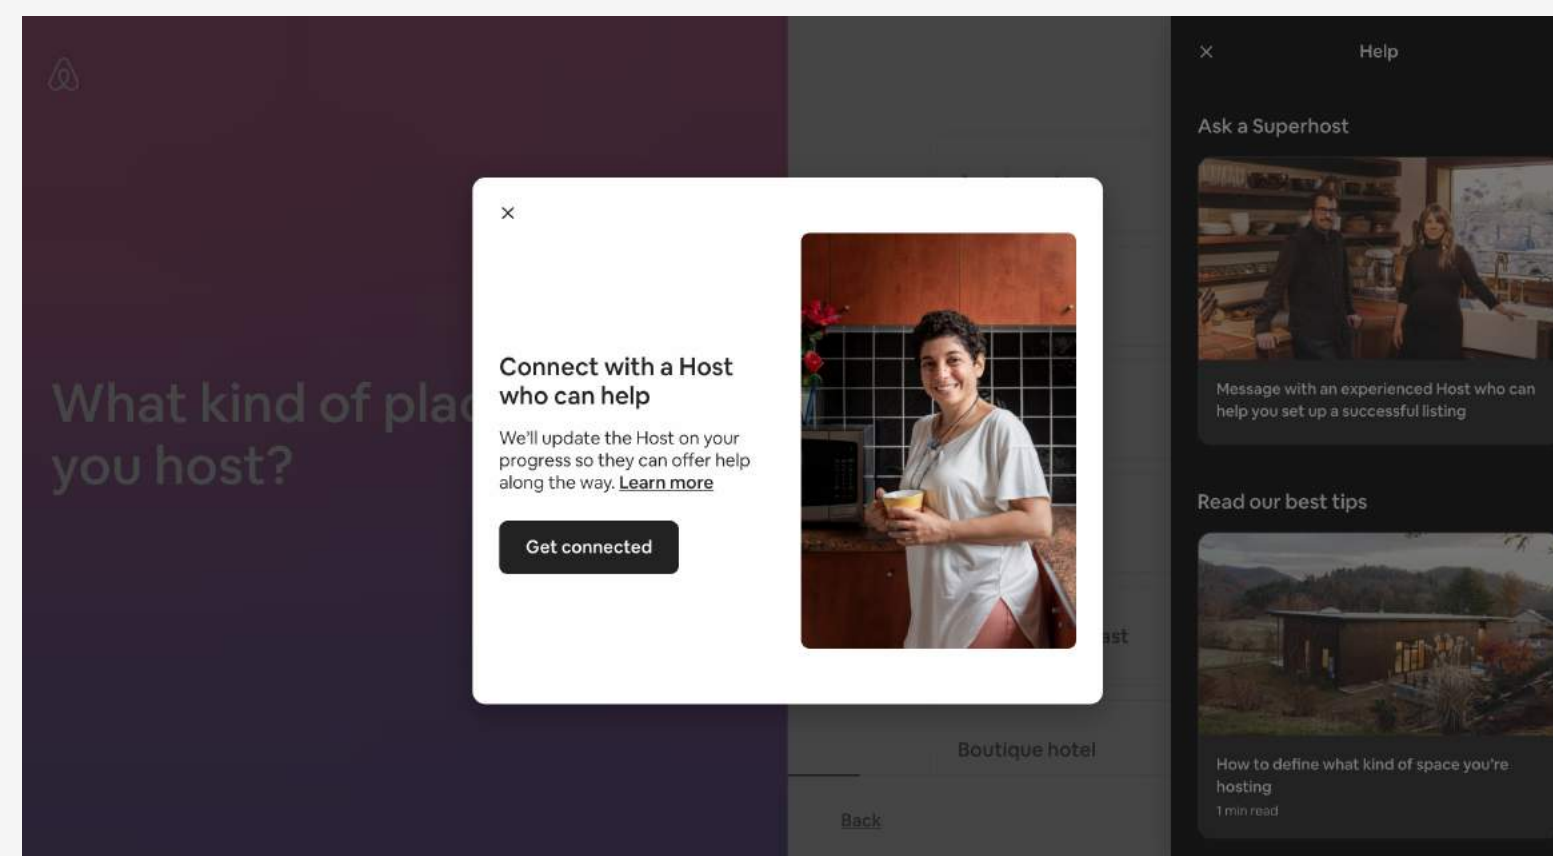 What kind of
you host?
Connect with a Host
who can help
We'll update the Host on your
progress so they can offer help
along the way. Learn more
Get connected
Boutique hotel
Back
Help
Ask a Superhost
Message with an experienced Host who can
help you set up a successful listing
Read our best tips
How to define what kind of space you're
hosting
1 min read